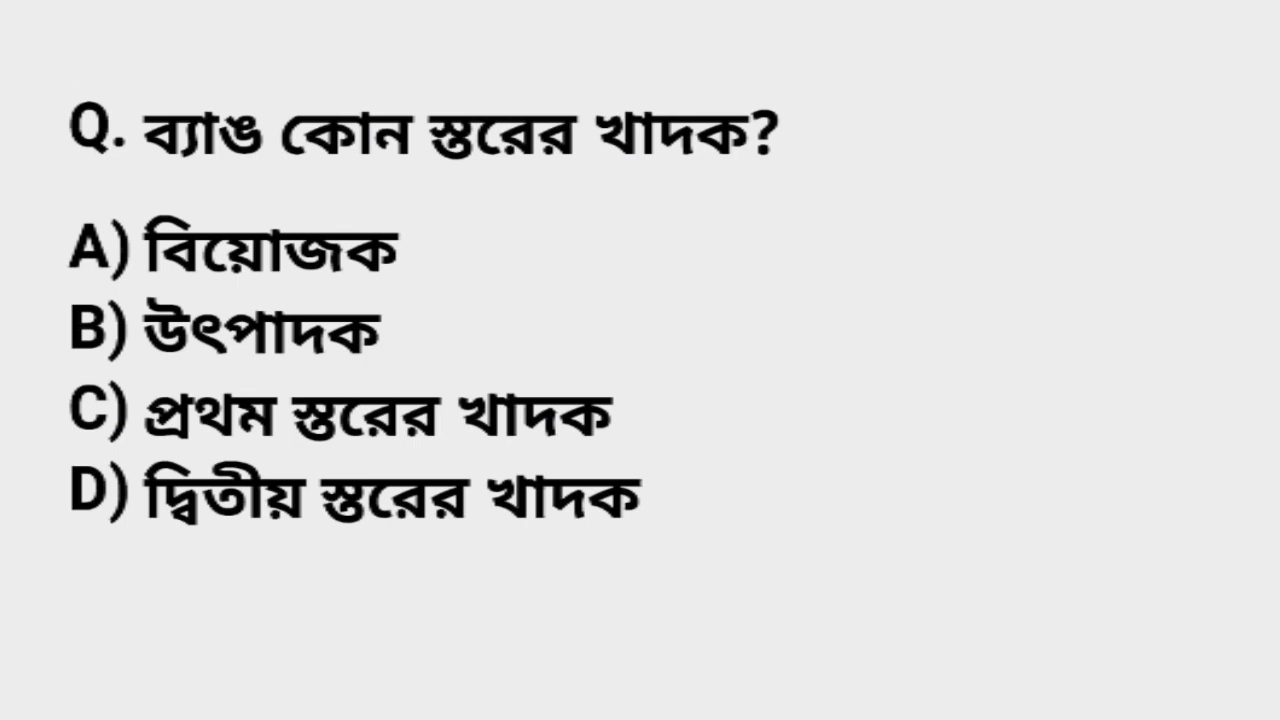 Q. ব্যাঙ কোন স্তরের খাদক?
A) বিয়োজক
B) উৎপাদক
C) প্রথম স্তরের খাদক
D) দ্বিতীয় স্তরের খাদক